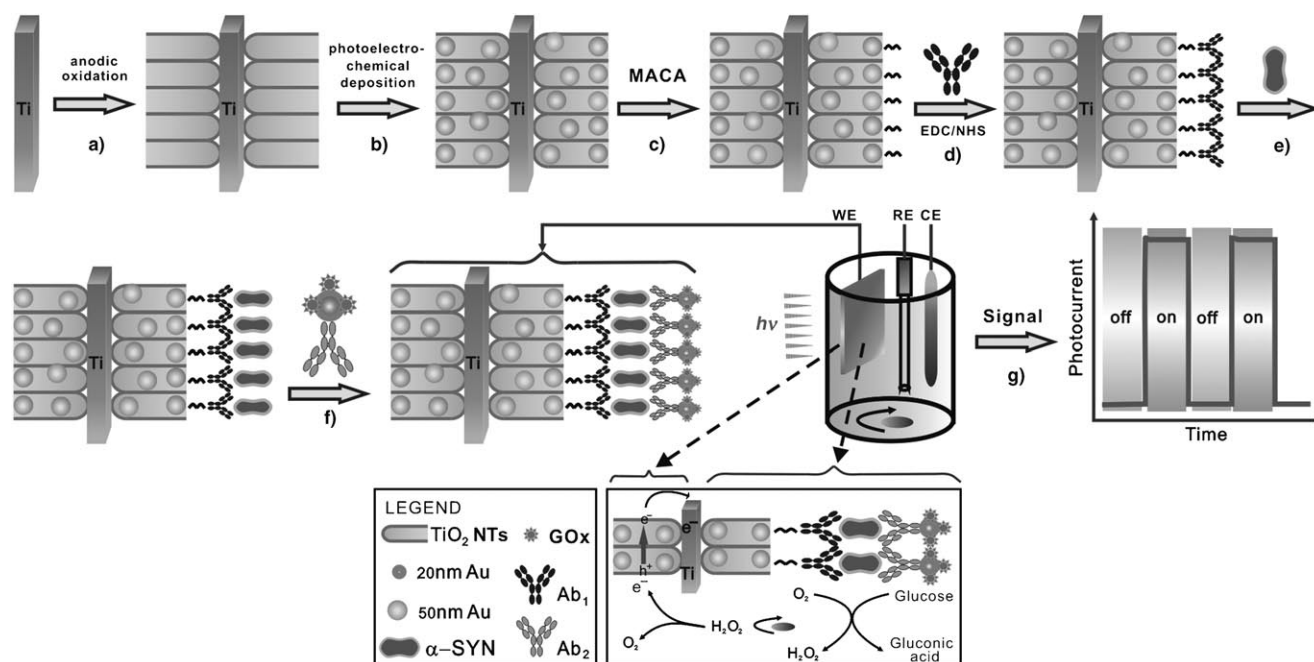 Ti
anodic
oxidation
a)
Ti
photoelectro-
chemical
deposition
b)
Ti
MACA
c)
Ti
EDC/NHS
d)
Ti
e)
Ti
f)
Ti
WE
RE
CE
hν
Signal
g)
Photocurrent
off
on
off
on
Time
LEGEND
TiO₂ NTs
GOx
20nm Au
Ab₁
50nm Au
α–SYN
Ab₂
e⁻
e⁻
h⁺
Ti
e⁻
O₂
H₂O₂
O₂
Glucose
H₂O₂
Gluconic
acid